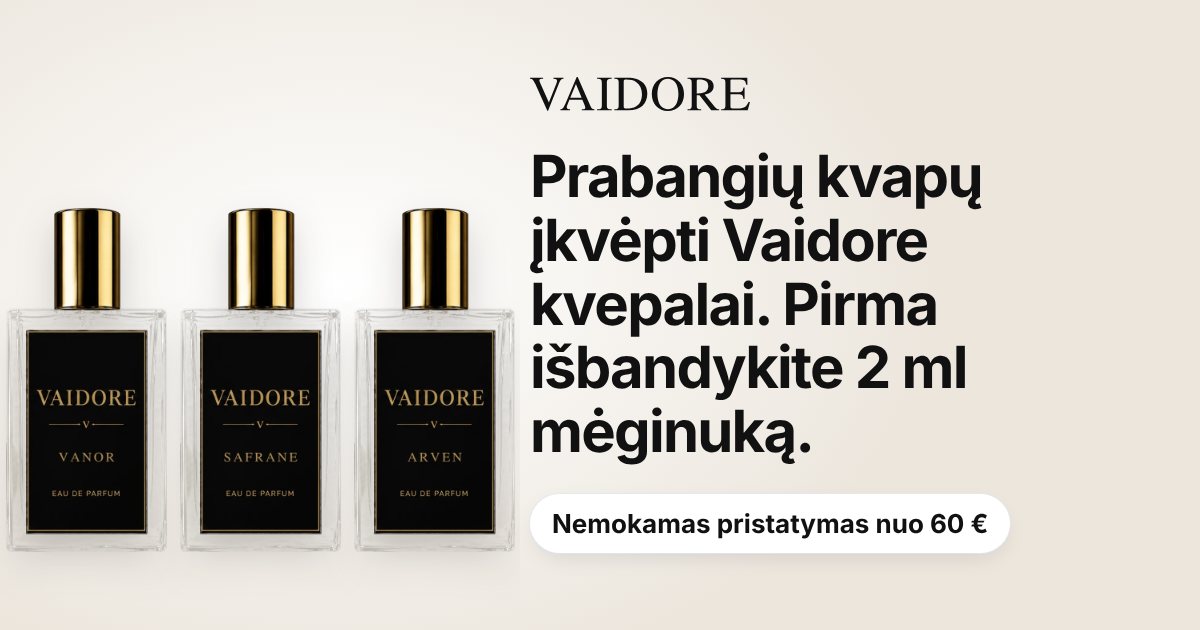 VAIDORE
Prabangių kvapų
įkvėpti Vaidore
kvepalai. Pirma
išbandykite 2 ml
mėginuką.
Nemokamas pristatymas nuo 60 €
VAIDORE
V
VANOR
EAU DE PARFUM
VAIDORE
V
SAFRANE
EAU DE PARFUM
VAIDORE
V
ARVEN
EAU DE PARFUM